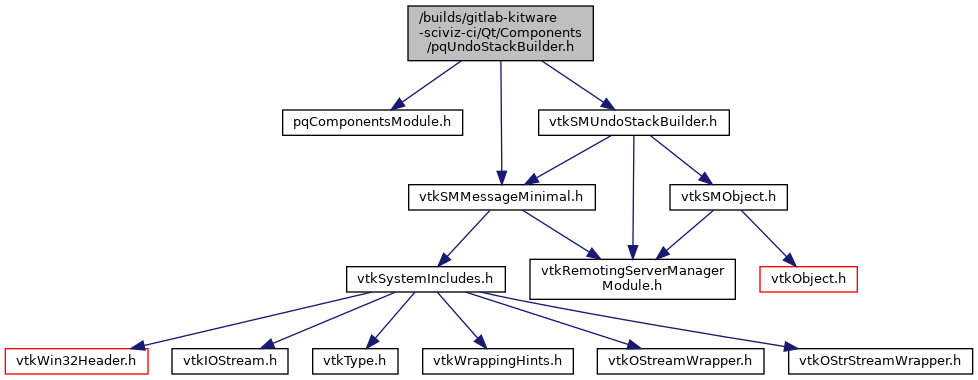 /builds/gitlab-kitware
-sciviz-ci/Qt/Components
/pqUndoStackBuilder.h
pqComponentsModule.h
vtkSMUndoStackBuilder.h
vtkSMMessageMinimal.h
vtkSMObject.h
vtkSystemIncludes.h
vtkRemotingServerManager
Module.h
vtkObject.h
vtkWin32Header.h
vtkIOStream.h
vtkType.h
vtkWrappingHints.h
vtkOStreamWrapper.h
vtkOStrStreamWrapper.h